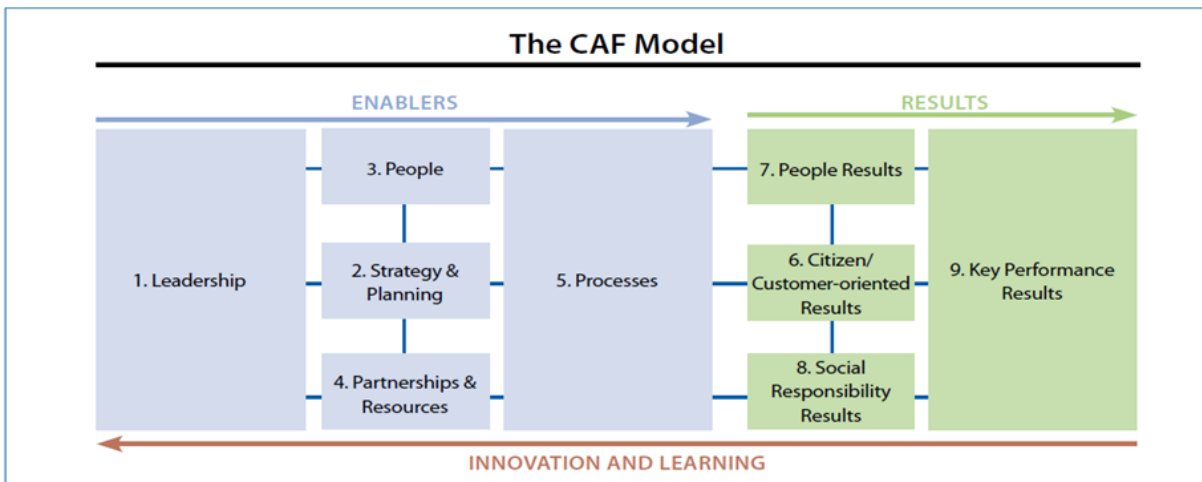 The CAF Model
ENABLERS
RESULTS
1. Leadership
3. People
2. Strategy &
Planning
4. Partnerships &
Resources
5. Processes
7. People Results
6. Citizen/
Customer-oriented
Results
8. Social
Responsibility
Results
9. Key Performance
Results
INNOVATION AND LEARNING